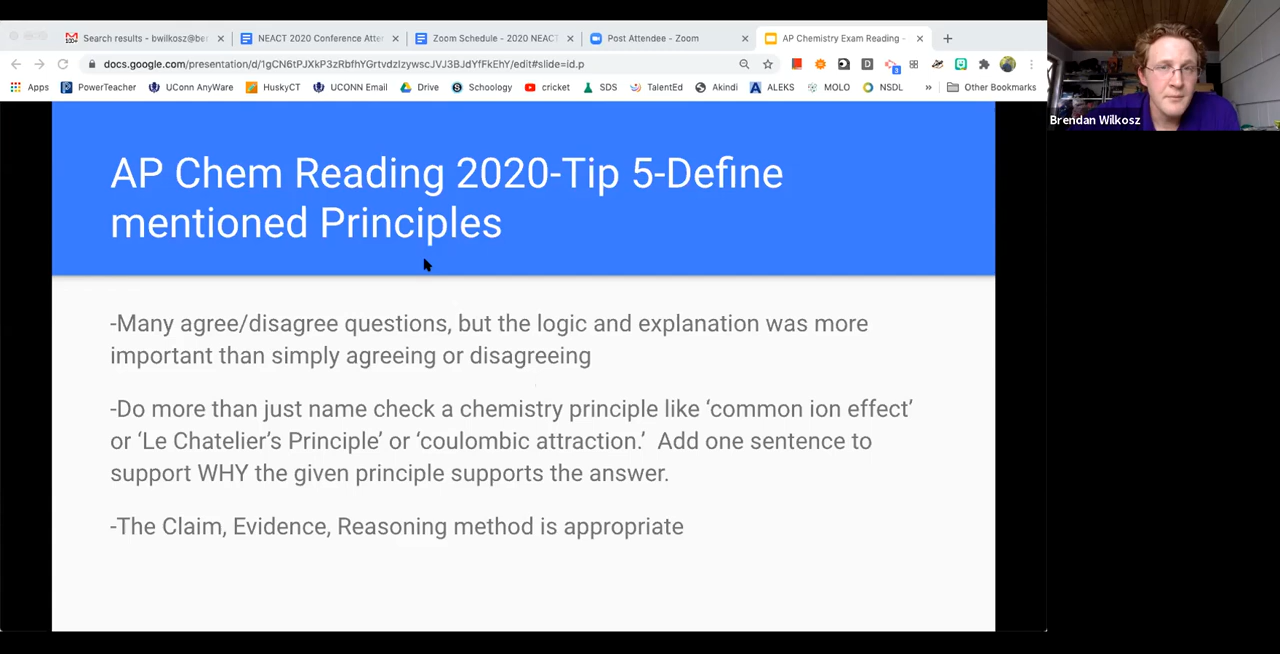 Search results - bwilkosz@be
NEACT 2020 Conference Atter
Zoom Schedule - 2020 NEACT
Post Attendee - Zoom
AP Chemistry Exam Reading -
docs.google.com/presentation/d/1gCN6tPJXkP3zRbfhYGrtvdzIzywscJVJ3BJdYfFkEhY/edit#slide=id.p
Apps PowerTeacher UConn AnyWare HuskyCT UCONN Email Drive Schoology cricket SDS TalentEd Akindi ALEKS MOLO NSDL » Other Bookmarks
Brendan Wilkosz
AP Chem Reading 2020-Tip 5-Define
mentioned Principles
-Many agree/disagree questions, but the logic and explanation was more
important than simply agreeing or disagreeing
-Do more than just name check a chemistry principle like ‘common ion effect’
or ‘Le Chatelier’s Principle’ or ‘coulombic attraction.’ Add one sentence to
support WHY the given principle supports the answer.
-The Claim, Evidence, Reasoning method is appropriate